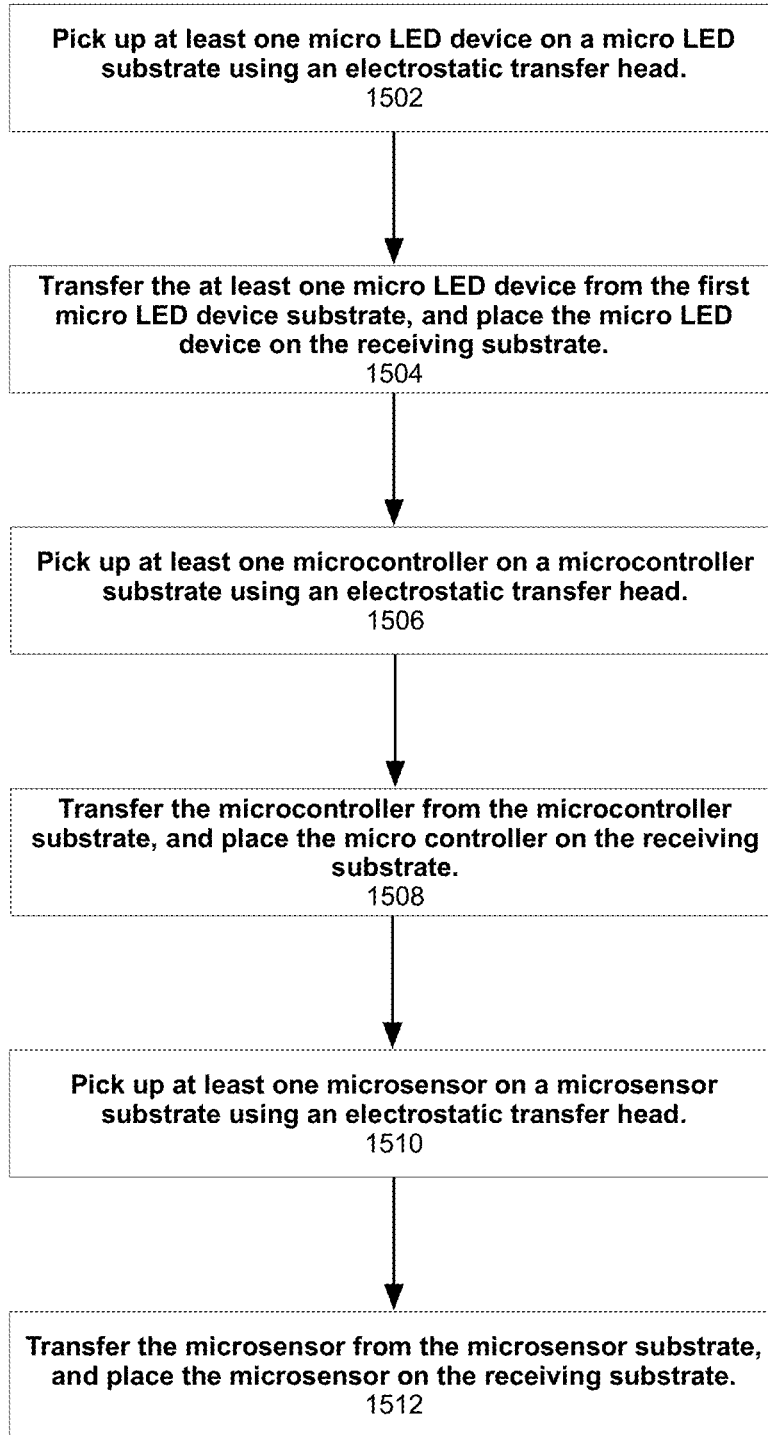 Pick up at least one micro LED device on a micro LED
substrate using an electrostatic transfer head.
1502
Transfer the at least one micro LED device from the first
micro LED device substrate, and place the micro LED
device on the receiving substrate.
1504
Pick up at least one microcontroller on a microcontroller
substrate using an electrostatic transfer head.
1506
Transfer the microcontroller from the microcontroller
substrate, and place the micro controller on the receiving
substrate.
1508
Pick up at least one microsensor on a microsensor
substrate using an electrostatic transfer head.
1510
Transfer the microsensor from the microsensor substrate,
and place the microsensor on the receiving substrate.
1512